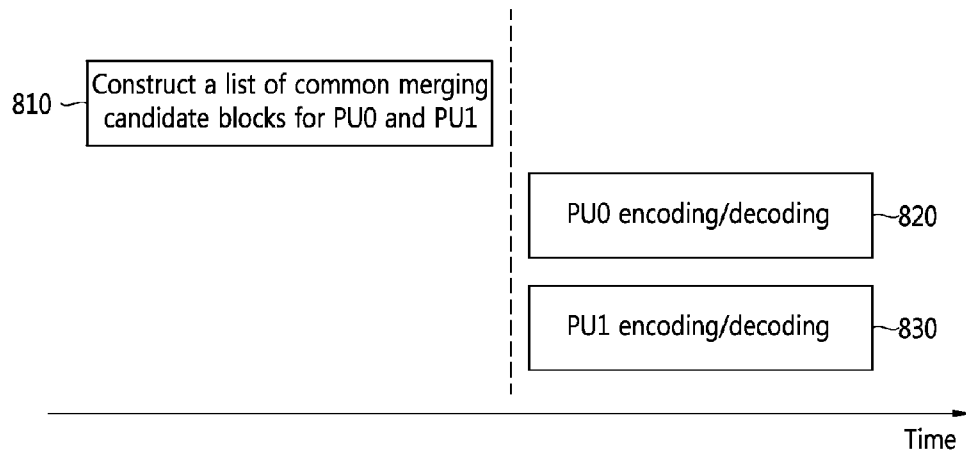 810
Construct a list of common merging
candidate blocks for PU0 and PU1
PU0 encoding/decoding
820
PU1 encoding/decoding
830
Time